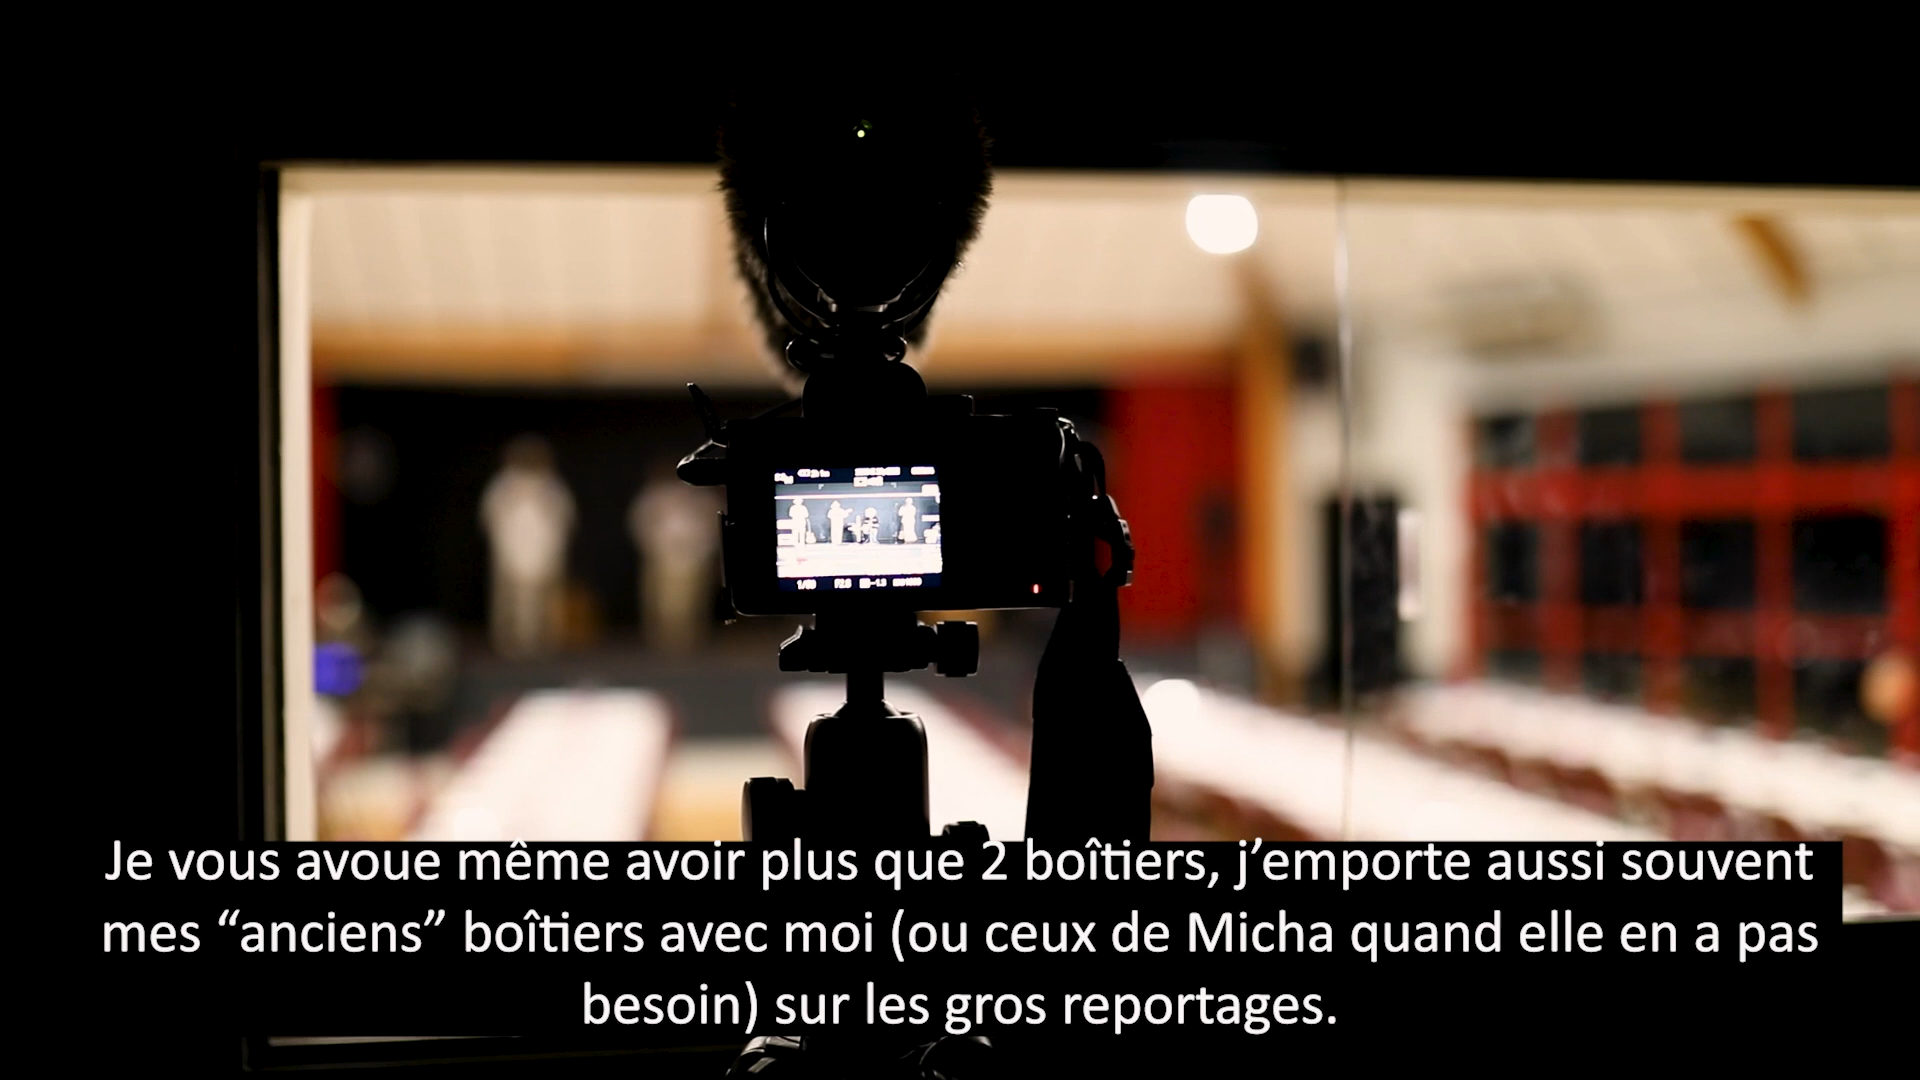 Je vous avoue même avoir plus que 2 boîtiers, j’emporte aussi souvent
mes “anciens” boîtiers avec moi (ou ceux de Micha quand elle en a pas
besoin) sur les gros reportages.